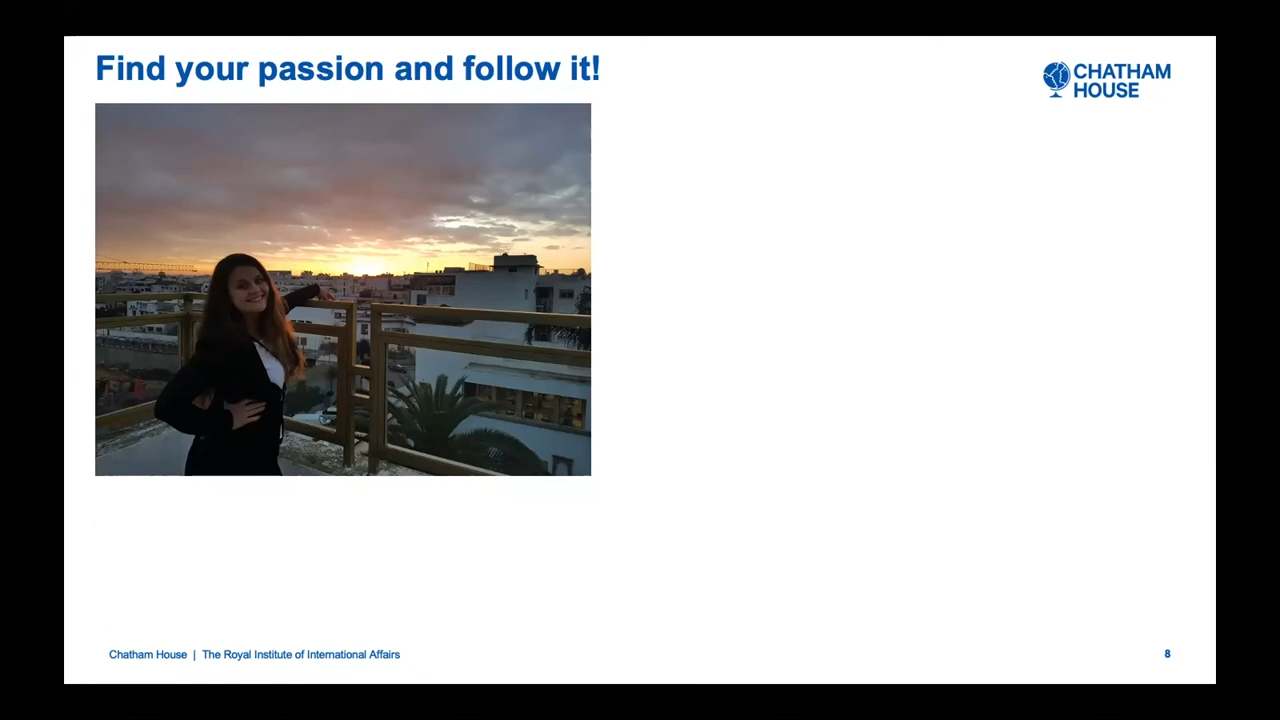 Find your passion and follow it!
CHATHAM
HOUSE
Chatham House | The Royal Institute of International Affairs
8